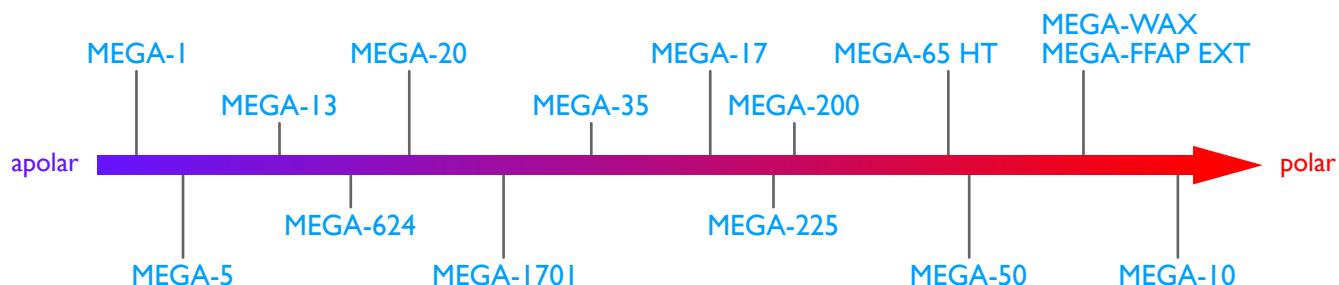 MEGA-WAX
MEGA-1 MEGA-20 MEGA-17 MEGA-65 HT MEGA-FFAP EXT
MEGA-13 MEGA-35 MEGA-200
apolar polar
MEGA-624 MEGA-225
MEGA-5 MEGA-1701 MEGA-50 MEGA-10